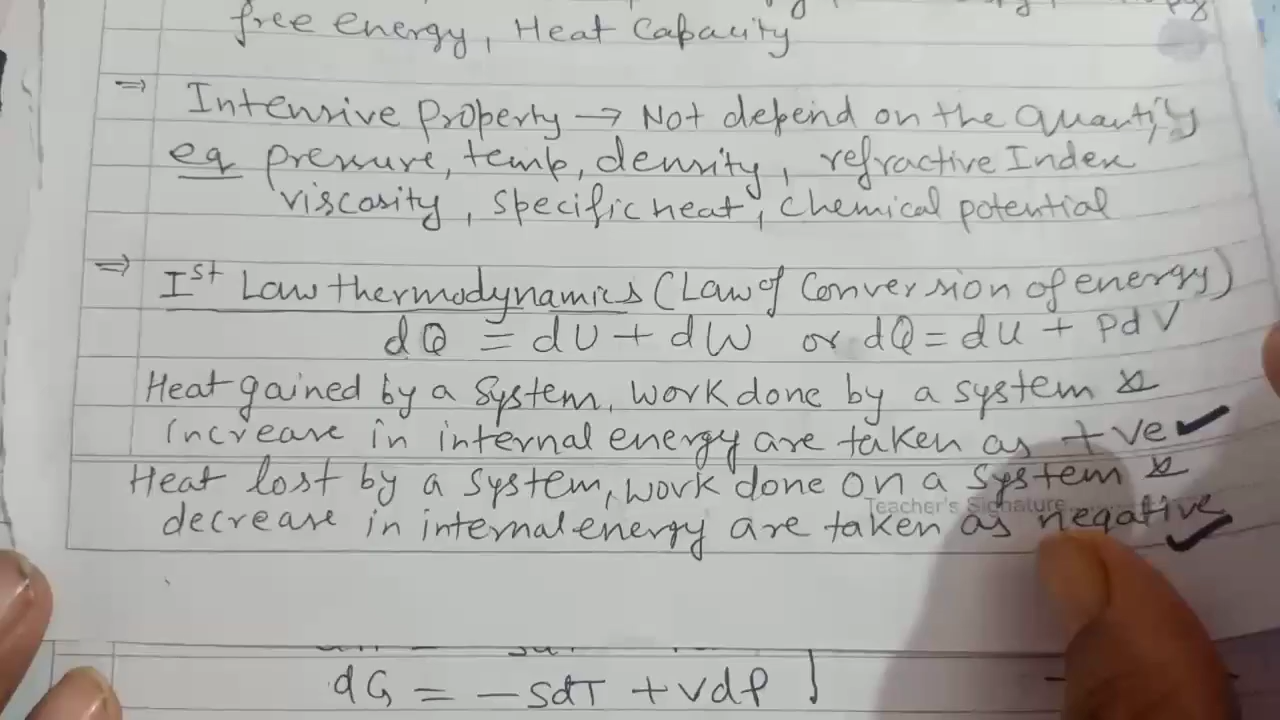 free energy, Heat Capacity
⇒ Intensive Property → Not depend on the quantity
eg pressure, temp, density, refractive Index
viscosity, specific heat, chemical potential
⇒ Ist Law thermodynamics (Law of Conversion of energy)
dQ = dU + dW or dQ = du + pdV
Heat gained by a system, work done by a system &
increase in internal energy are taken as +ve ✓
Heat lost by a system, work done on a system &
Teacher's Signature
decrease in internal energy are taken as negative ✓
dG = -SdT + Vdp